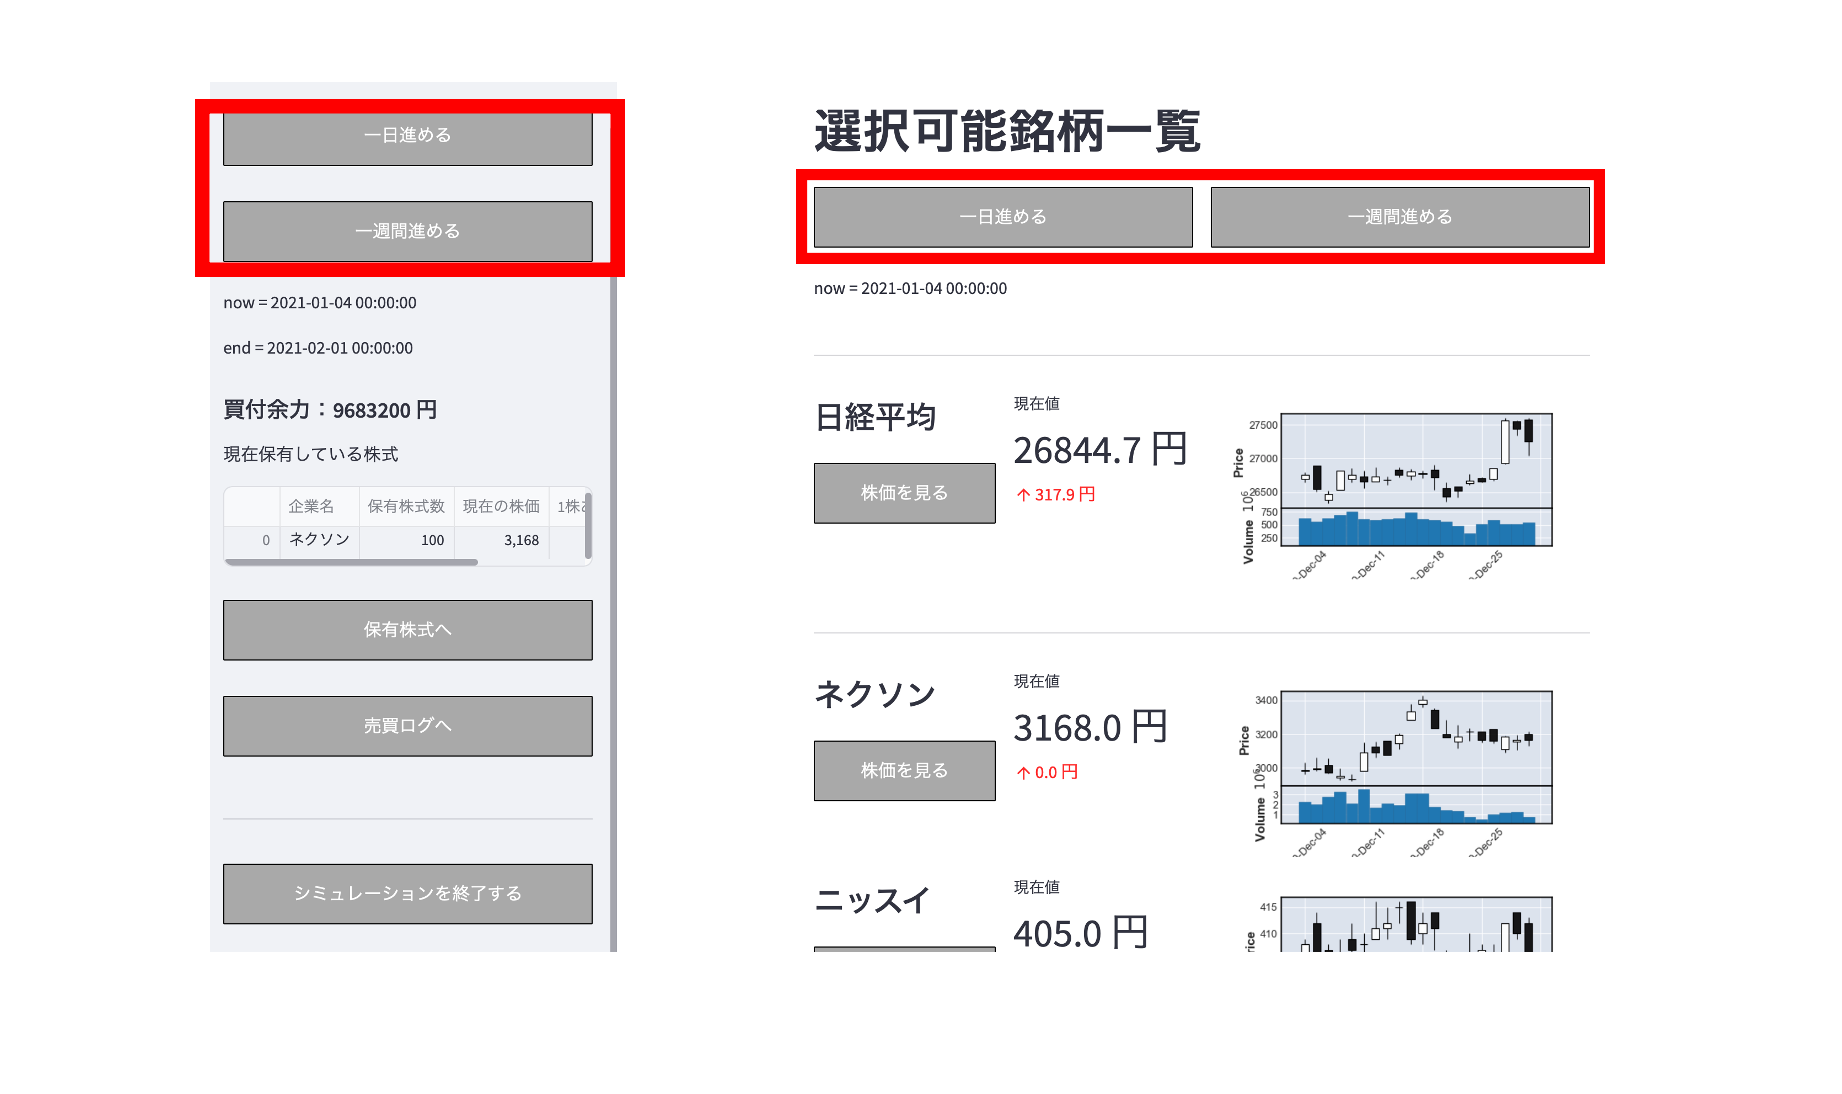 一日進める
一週間進める
now = 2021-01-04 00:00:00
end = 2021-02-01 00:00:00
買付余力：9683200 円
現在保有している株式
企業名 保有株式数 現在の株価 1株
0 ネクソン 100 3,168
保有株式へ
売買ログへ
シミュレーションを終了する
選択可能銘柄一覧
一日進める 一週間進める
now = 2021-01-04 00:00:00
日経平均
株価を見る
現在値
26844.7 円
↑ 317.9 円
Price
27500
27000
26500
Volume 10^6
750
500
250
-Dec-04 -Dec-11 -Dec-18 -Dec-25
ネクソン
株価を見る
現在値
3168.0 円
↑ 0.0 円
Price
3400
3200
3000
Volume 10^6
3
2
1
-Dec-04 -Dec-11 -Dec-18 -Dec-25
ニッスイ
現在値
405.0 円
415
410
rice